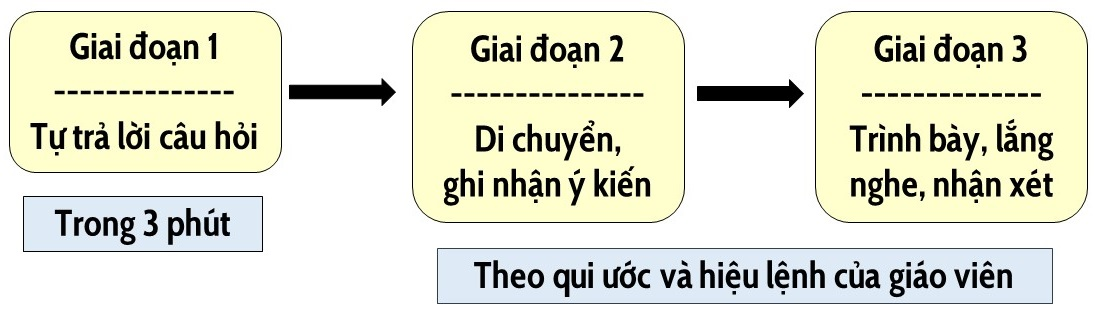 Giai đoạn 1
--------------
Tự trả lời câu hỏi
Trong 3 phút
Giai đoạn 2
---------------
Di chuyển,
ghi nhận ý kiến
Giai đoạn 3
--------------
Trình bày, lắng
nghe, nhận xét
Theo qui ước và hiệu lệnh của giáo viên